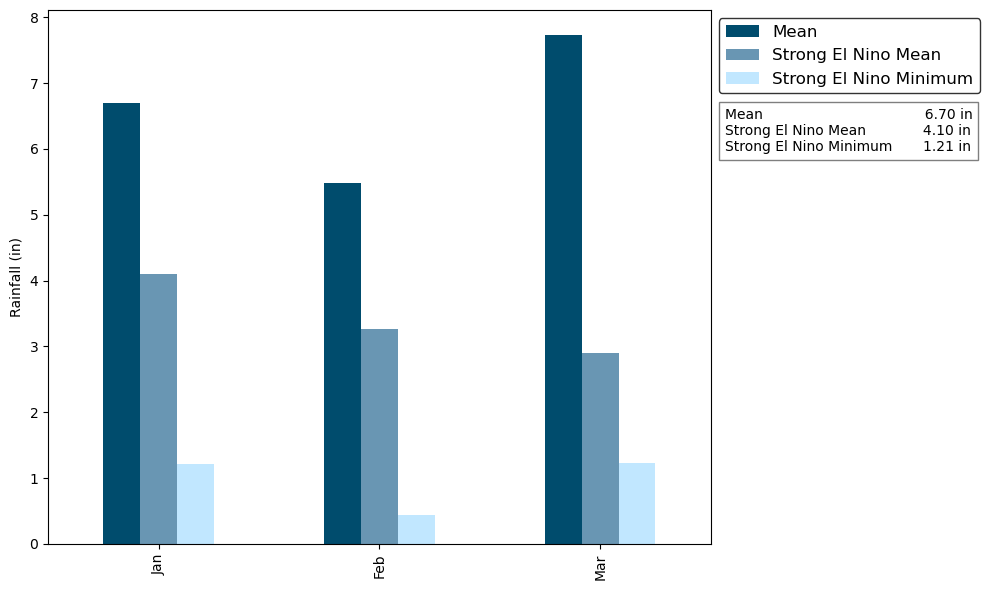 8
7
6
5
4
3
2
1
0
Rainfall (in)
Jan
Feb
Mar
Mean
Strong El Nino Mean
Strong El Nino Minimum
Mean 6.70 in
Strong El Nino Mean 4.10 in
Strong El Nino Minimum 1.21 in